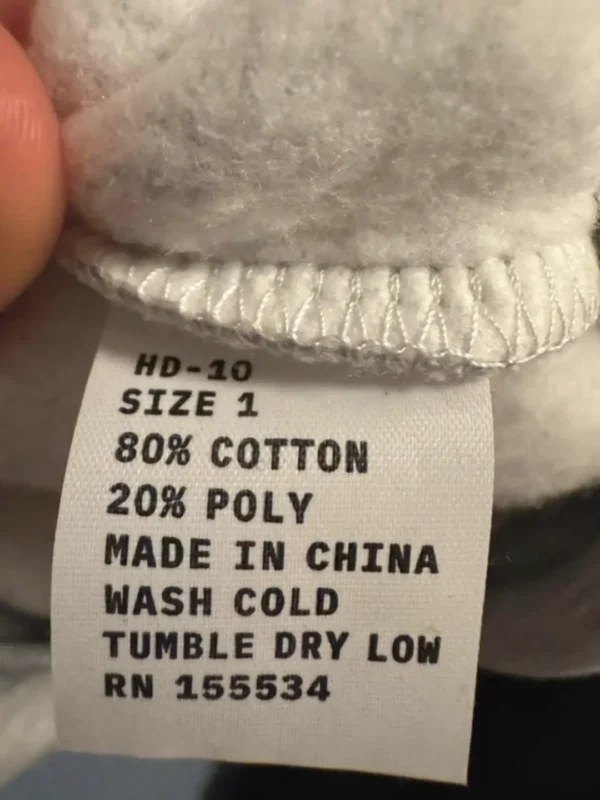 HD-10
SIZE 1
80% COTTON
20% POLY
MADE IN CHINA
WASH COLD
TUMBLE DRY LOW
RN 155534